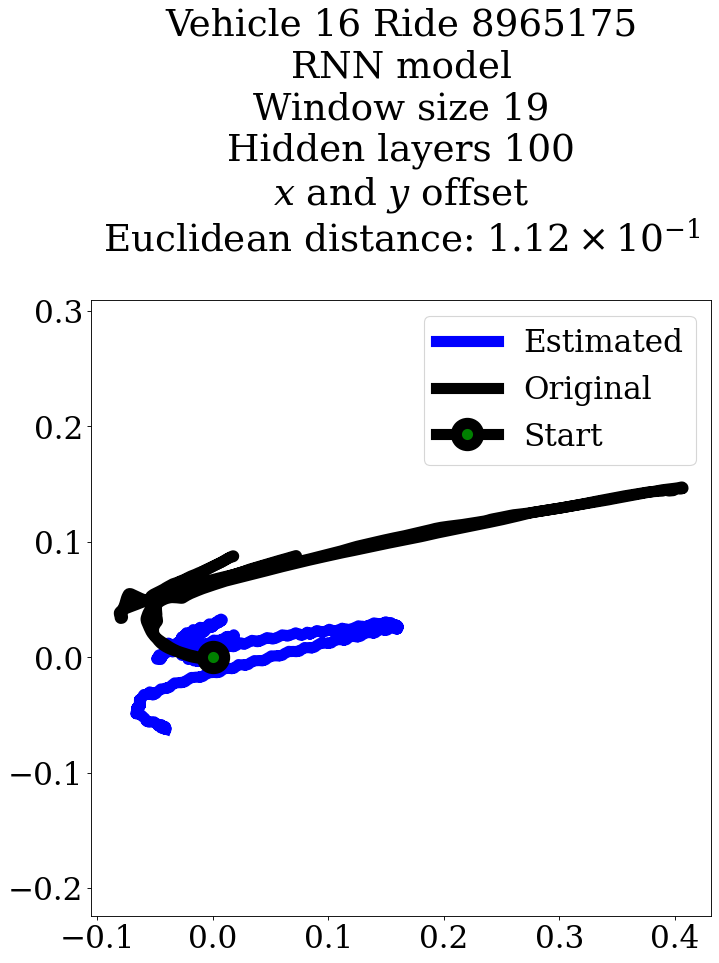 Vehicle 16 Ride 8965175
RNN model
Window size 19
Hidden layers 100
x and y offset
Euclidean distance: 1.12 × 10⁻¹
Estimated
Original
Start
0.3
0.2
0.1
0.0
−0.1
−0.2
−0.1 0.0 0.1 0.2 0.3 0.4